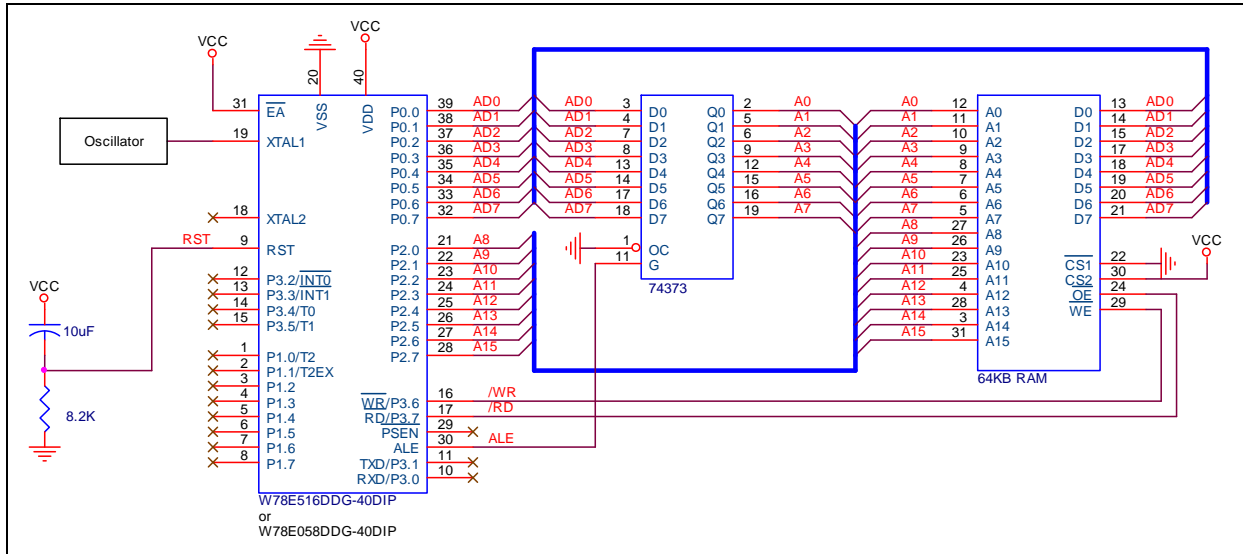 VCC
VCC
20
40
31
EA
VSS
VDD
Oscillator
19
XTAL1
18
XTAL2
RST
9
RST
12
P3.2/INT0
13
P3.3/INT1
14
P3.4/T0
15
P3.5/T1
1
P1.0/T2
2
P1.1/T2EX
3
P1.2
4
P1.3
5
P1.4
6
P1.5
7
P1.6
8
P1.7
VCC
10uF
8.2K
P0.0
39
AD0
P0.1
38
AD1
P0.2
37
AD2
P0.3
36
AD3
P0.4
35
AD4
P0.5
34
AD5
P0.6
33
AD6
P0.7
32
AD7
P2.0
21
A8
P2.1
22
A9
P2.2
23
A10
P2.3
24
A11
P2.4
25
A12
P2.5
26
A13
P2.6
27
A14
P2.7
28
A15
WR/P3.6
16
/WR
RD/P3.7
17
/RD
PSEN
29
ALE
30
ALE
TXD/P3.1
11
RXD/P3.0
10
W78E516DDG-40DIP
or
W78E058DDG-40DIP
AD0
3
D0
Q0
2
A0
AD1
4
D1
Q1
5
A1
AD2
7
D2
Q2
6
A2
AD3
8
D3
Q3
9
A3
AD4
13
D4
Q4
12
A4
AD5
14
D5
Q5
15
A5
AD6
17
D6
Q6
16
A6
AD7
18
D7
Q7
19
A7
1
OC
11
G
74373
A0
12
A0
A1
11
A1
A2
10
A2
A3
9
A3
A4
8
A4
A5
7
A5
A6
6
A6
A7
5
A7
A8
27
A8
A9
26
A9
A10
23
A10
A11
25
A11
A12
4
A12
A13
28
A13
A14
3
A14
A15
31
A15
D0
13
AD0
D1
14
AD1
D2
15
AD2
D3
17
AD3
D4
18
AD4
D5
19
AD5
D6
20
AD6
D7
21
AD7
VCC
CS1
22
CS2
30
OE
24
WE
29
64KB RAM